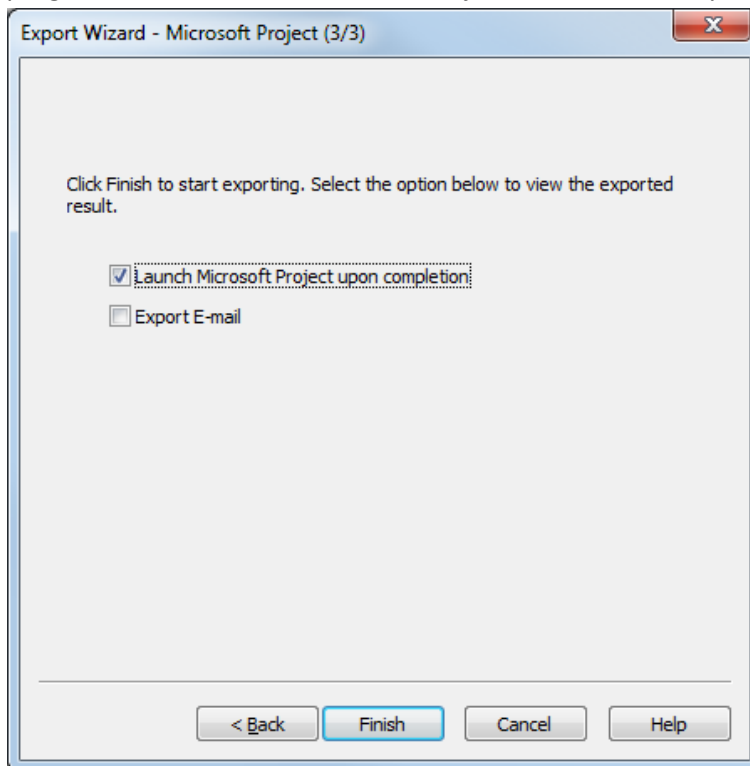 Export Wizard - Microsoft Project (3/3)
Click Finish to start exporting. Select the option below to view the exported
result.
Launch Microsoft Project upon completion
Export E-mail
< Back Finish Cancel Help